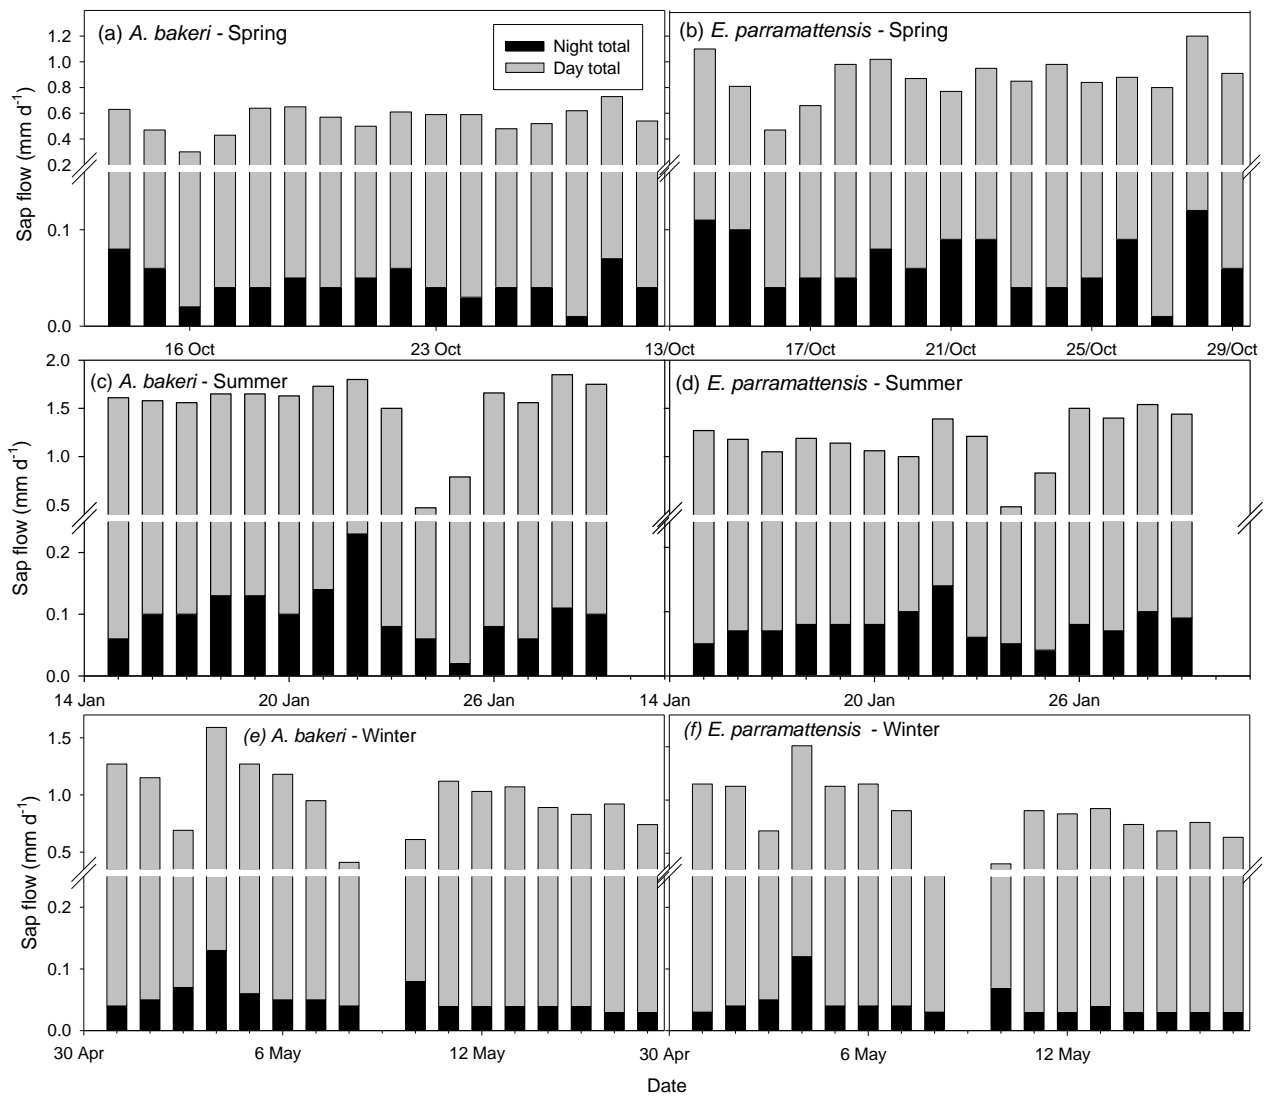 (a) A. bakeri - Spring
Night total
Day total
(b) E. parramattensis - Spring
Sap flow (mm d-1)
1.2
1.0
0.8
0.6
0.4
0.2
0.1
0.0
16 Oct
23 Oct
13/Oct
17/Oct
21/Oct
25/Oct
29/Oct
(c) A. bakeri - Summer
(d) E. parramattensis - Summer
Sap flow (mm d-1)
2.0
1.5
1.0
0.5
0.2
0.1
0.0
14 Jan
20 Jan
26 Jan
14 Jan
20 Jan
26 Jan
(e) A. bakeri - Winter
(f) E. parramattensis - Winter
Sap flow (mm d-1)
1.5
1.0
0.5
0.2
0.1
0.0
30 Apr
6 May
12 May
30 Apr
6 May
12 May
Date